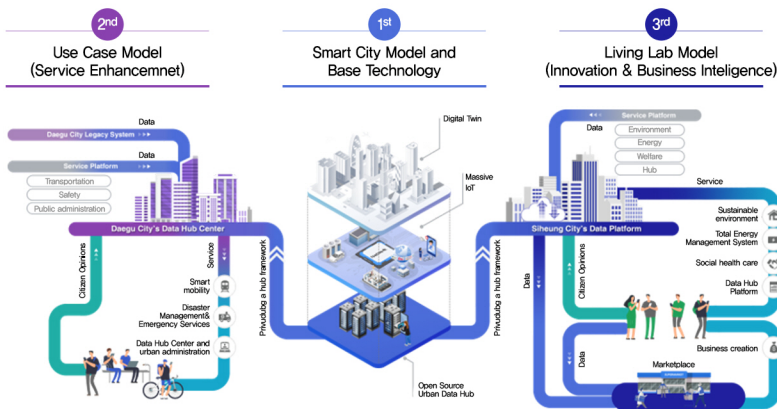 2nd
Use Case Model
(Service Enhancemnet)
Data
Daegu City Legacy System
Data
Service Platform
Transportation
Safety
Public administration
Daegu City's Data Hub Center
Citizen Opinions
Service
Smart
mobility
Disaster
Management&
Emergency Services
Data Hub Center and
urban administration
1st
Smart City Model and
Base Technology
Digital Twin
Massive
IoT
Privudubg a hub framework
Privudubg a hub framework
Open Source
Urban Data Hub
3rd
Living Lab Model
(Innovation & Business Inteligence)
Service Platform
Data
Environment
Energy
Welfare
Hub
Service
Siheung City's Data Platform
Data
Citizen Opinions
Sustainable
environment
Total Energy
Management System
Social health care
Data Hub
Platform
Business creation
Data
Marketplace